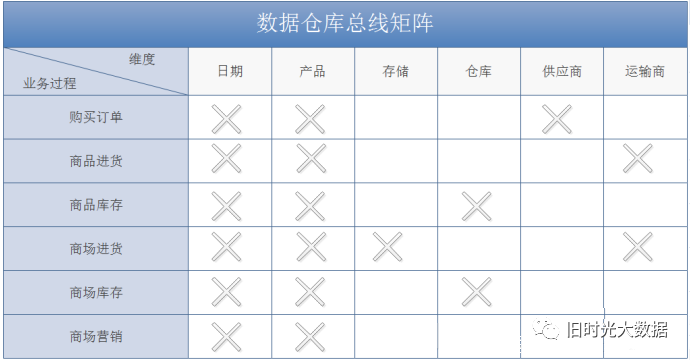 数据仓库总线矩阵
维度
业务过程
日期 产品 存储 仓库 供应商 运输商
购买订单
商品进货
商品库存
商场进货
商场库存
商场营销
旧时光大数据